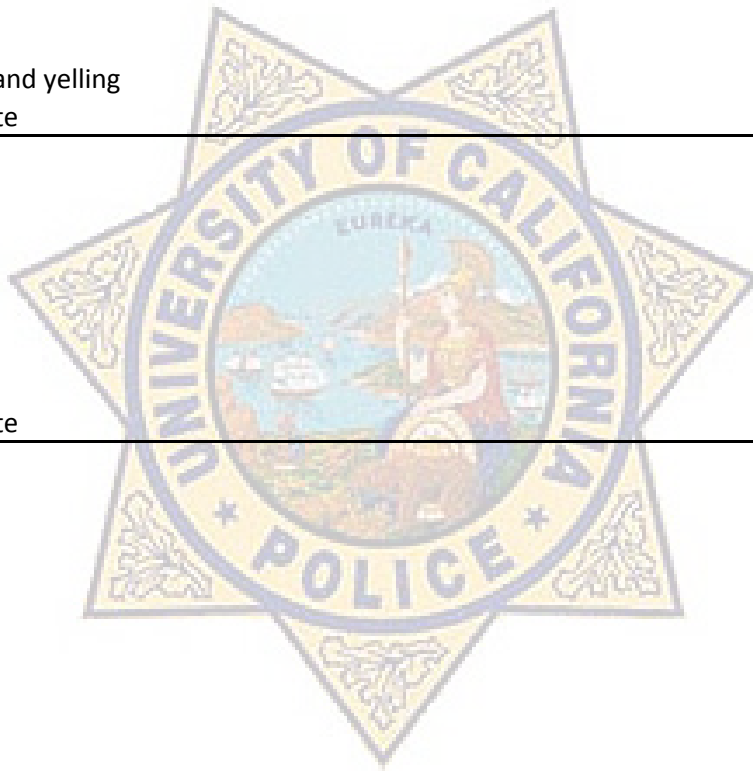 and yelling
te
te
UNIVERSITY OF CALIFORNIA
EUREKA
POLICE